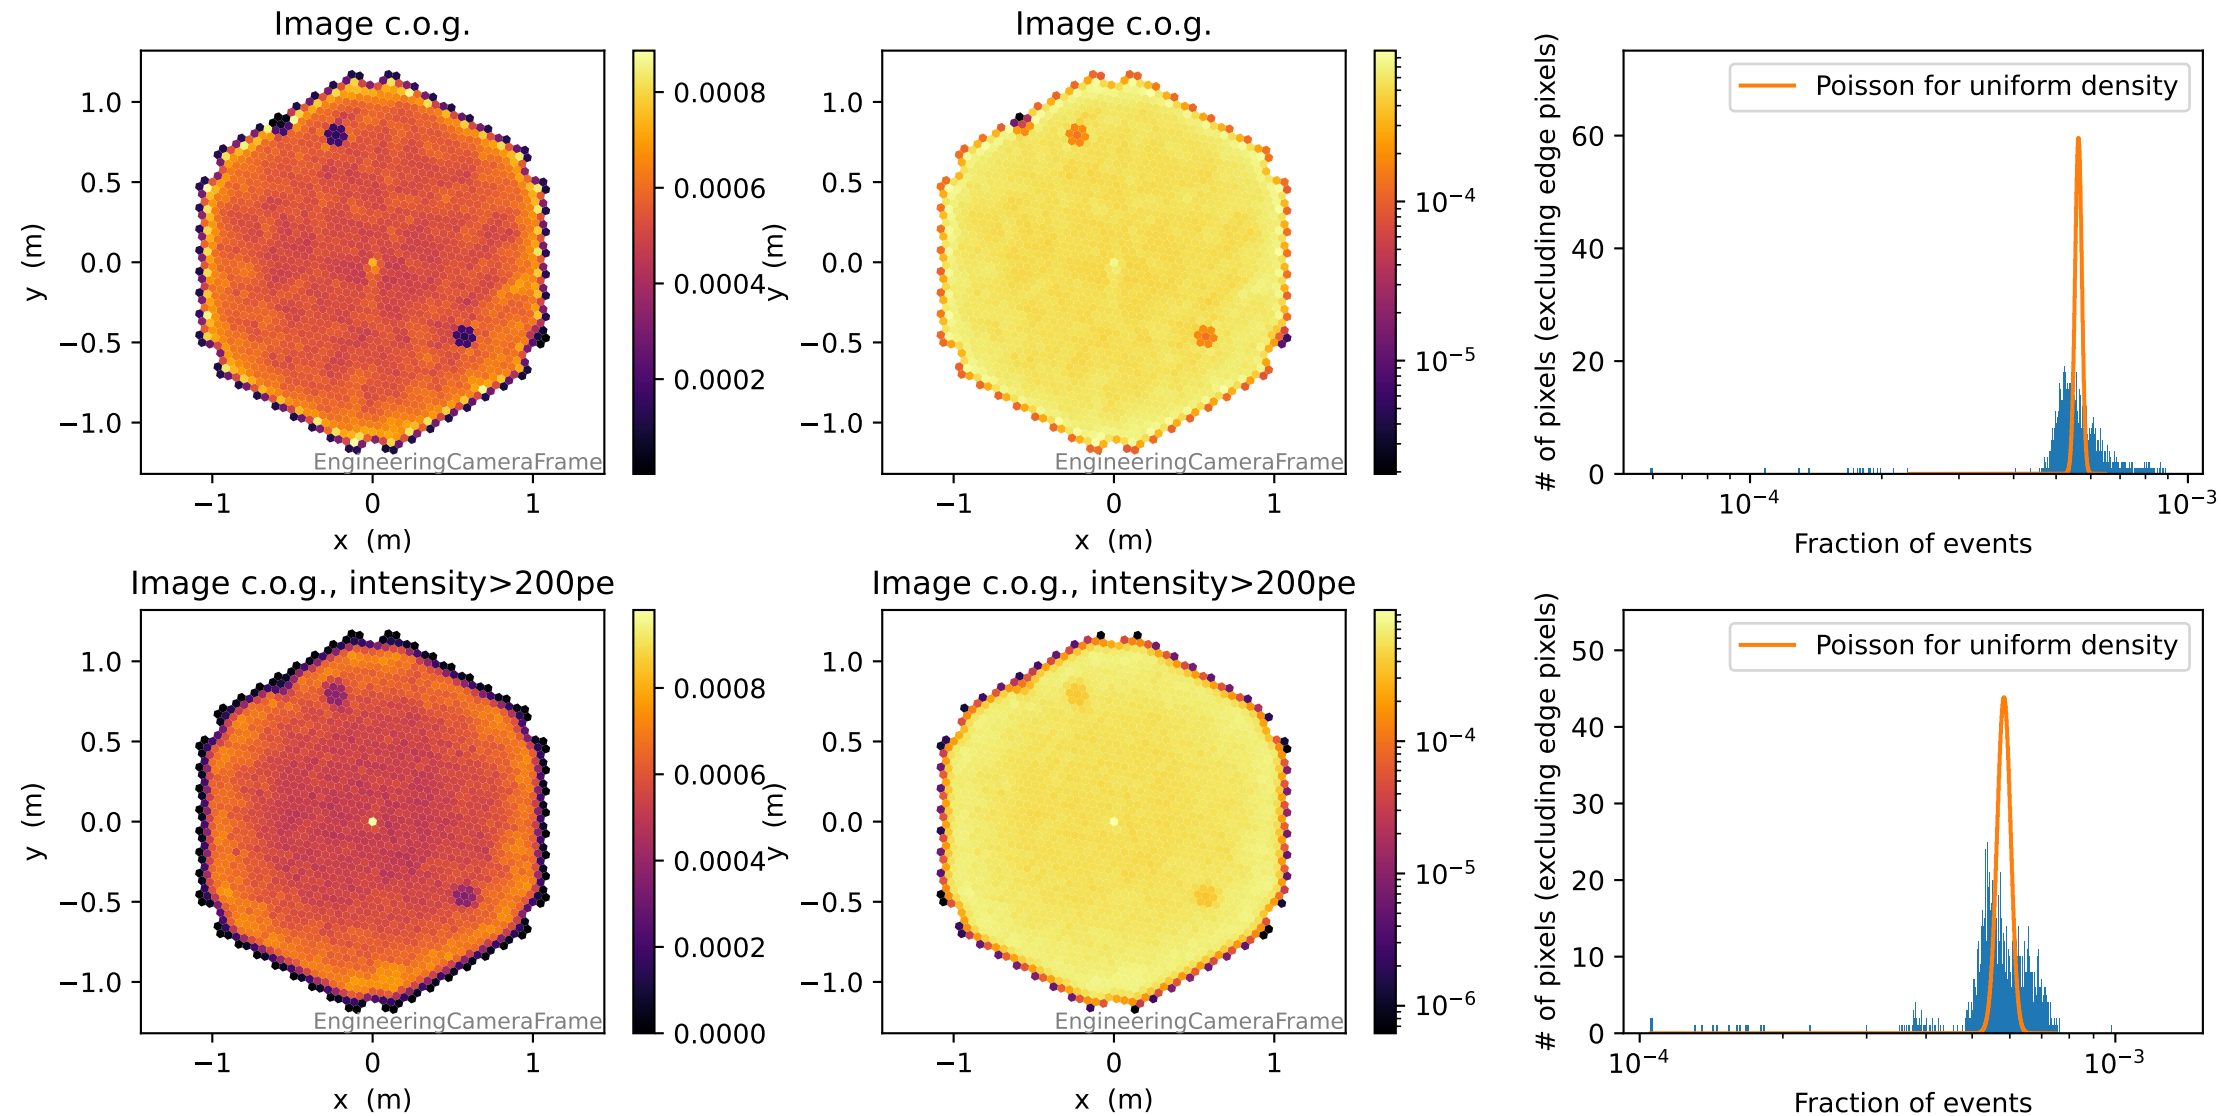 Image c.o.g.
1.0
0.5
0.0
−0.5
−1.0
y (m)
−1
0
1
x (m)
EngineeringCameraFrame
0.0008
0.0006
0.0004
0.0002
Image c.o.g.
1.0
0.5
0.0
−0.5
−1.0
y (m)
−1
0
1
x (m)
EngineeringCameraFrame
10⁻⁴
10⁻⁵
# of pixels (excluding edge pixels)
60
40
20
0
Poisson for uniform density
10⁻⁴
10⁻³
Fraction of events
Image c.o.g., intensity>200pe
1.0
0.5
0.0
−0.5
−1.0
y (m)
−1
0
1
x (m)
EngineeringCameraFrame
0.0008
0.0006
0.0004
0.0002
0.0000
Image c.o.g., intensity>200pe
1.0
0.5
0.0
−0.5
−1.0
y (m)
−1
0
1
x (m)
EngineeringCameraFrame
10⁻⁴
10⁻⁵
10⁻⁶
# of pixels (excluding edge pixels)
50
40
30
20
10
0
Poisson for uniform density
10⁻⁴
10⁻³
Fraction of events